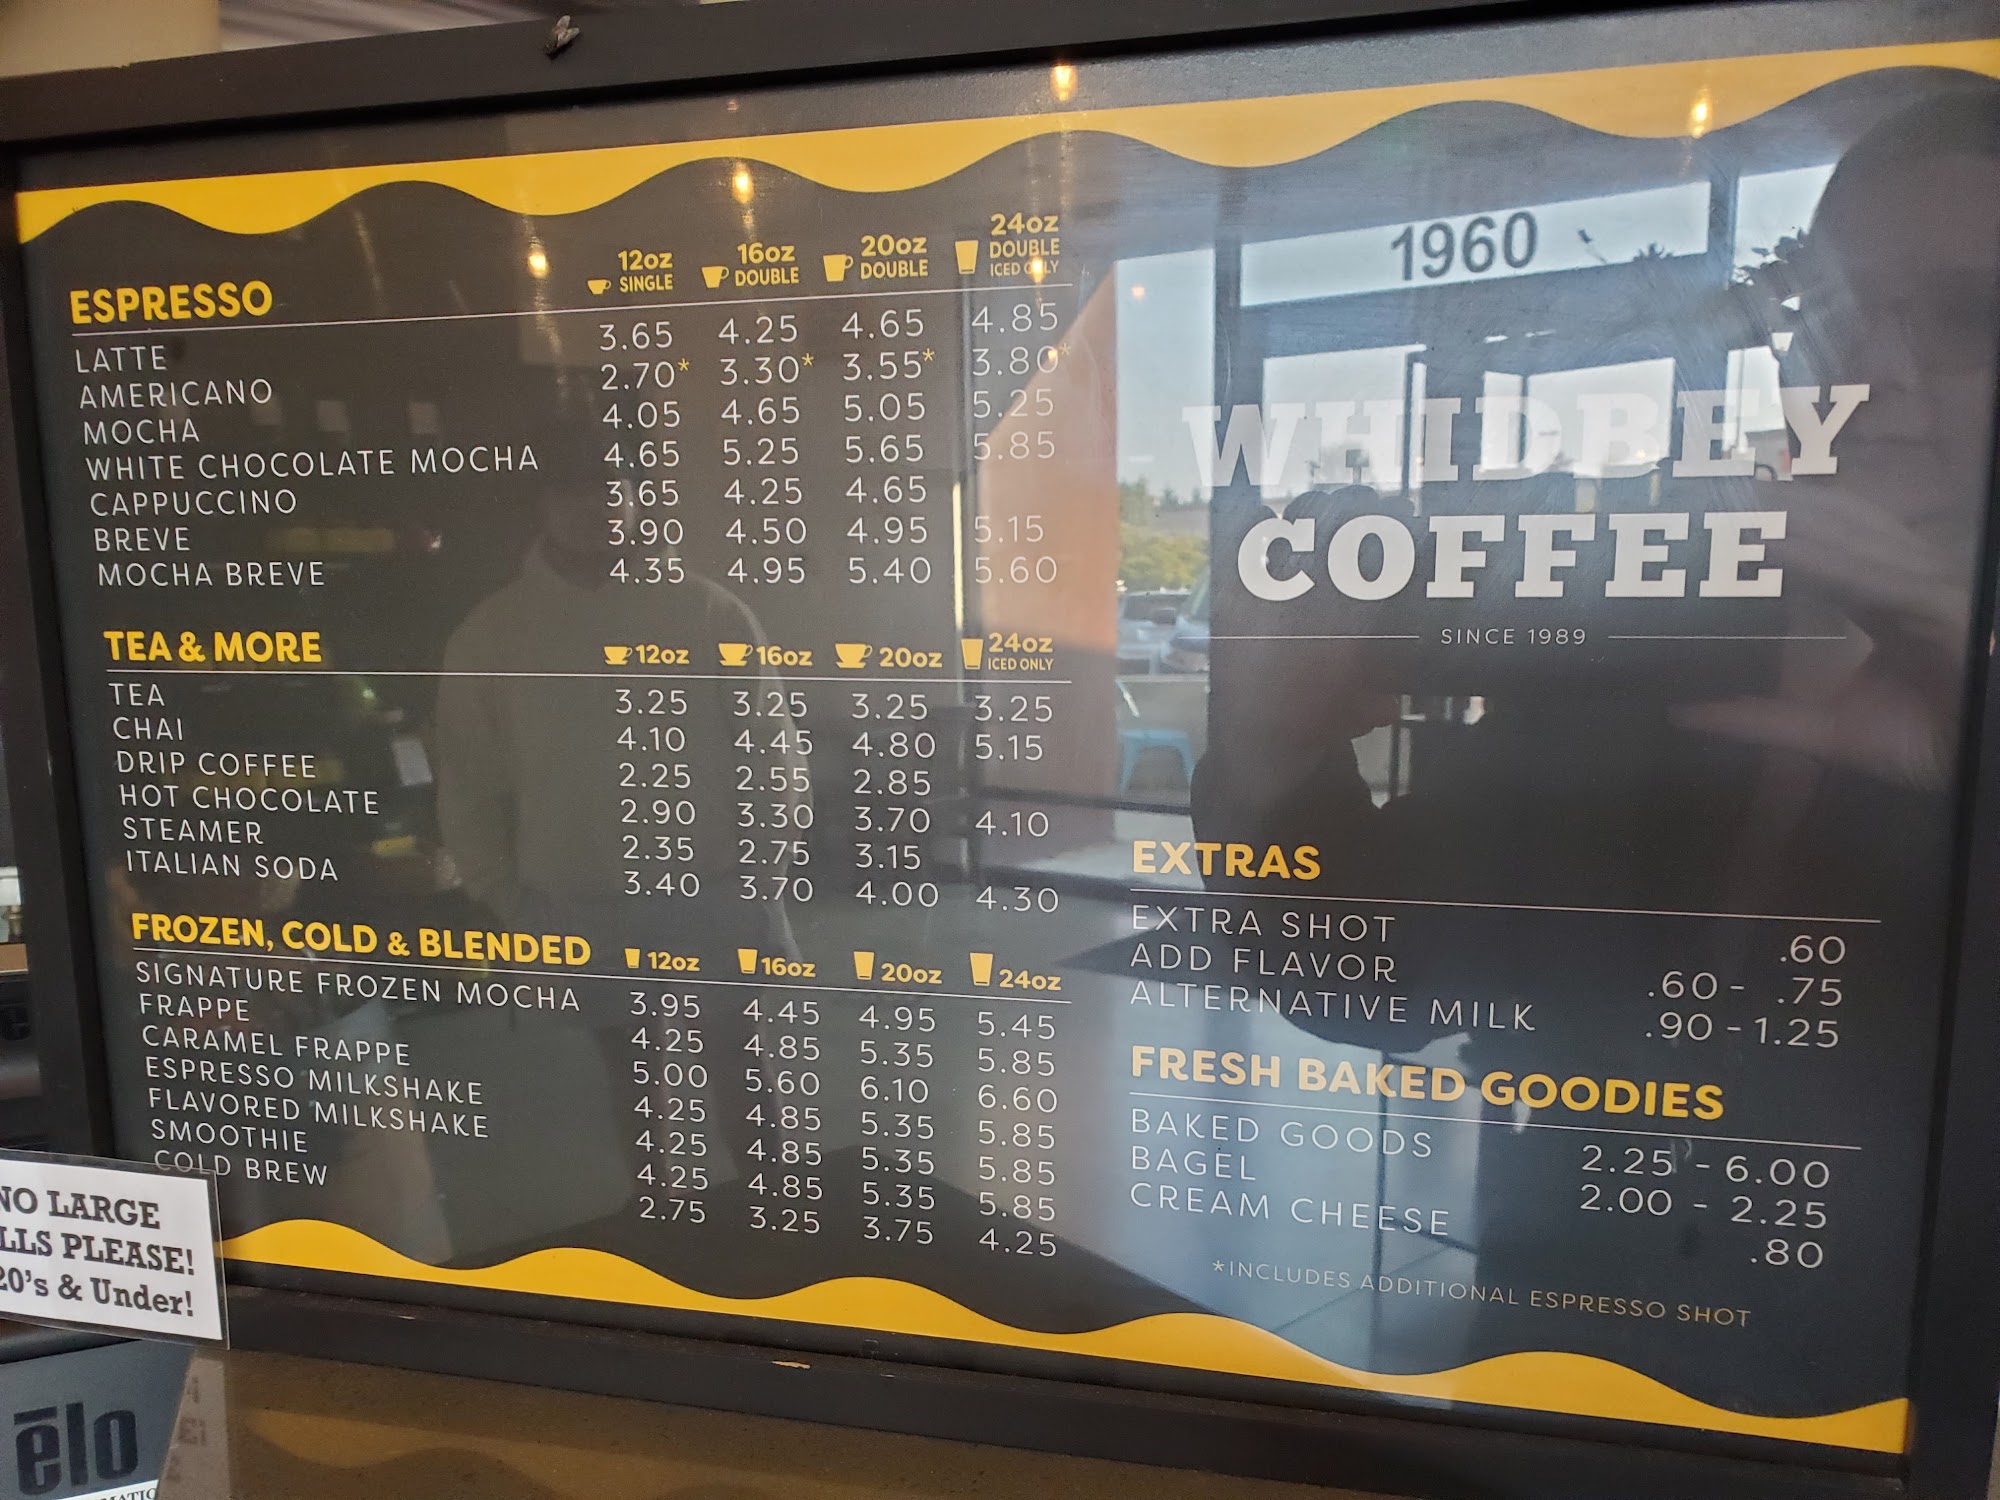 1960
ESPRESSO 12oz SINGLE 16oz DOUBLE 20oz DOUBLE 24oz DOUBLE ICED ONLY
LATTE 3.65 4.25 4.65 4.85
AMERICANO 2.70* 3.30* 3.55* 3.80*
MOCHA 4.05 4.65 5.05 5.25
WHITE CHOCOLATE MOCHA 4.65 5.25 5.65 5.85
CAPPUCCINO 3.65 4.25 4.65
BREVE 3.90 4.50 4.95 5.15
MOCHA BREVE 4.35 4.95 5.40 5.60
TEA & MORE 12oz 16oz 20oz 24oz ICED ONLY
TEA 3.25 3.25 3.25 3.25
CHAI 4.10 4.45 4.80 5.15
DRIP COFFEE 2.25 2.55 2.85
HOT CHOCOLATE 2.90 3.30 3.70 4.10
STEAMER 2.35 2.75 3.15
ITALIAN SODA 3.40 3.70 4.00 4.30
FROZEN, COLD & BLENDED 12oz 16oz 20oz 24oz
SIGNATURE FROZEN MOCHA 3.95 4.45 4.95 5.45
FRAPPE 4.25 4.85 5.35 5.85
CARAMEL FRAPPE 5.00 5.60 6.10 6.60
ESPRESSO MILKSHAKE 4.25 4.85 5.35 5.85
FLAVORED MILKSHAKE 4.25 4.85 5.35 5.85
SMOOTHIE 4.25 4.85 5.35 5.85
COLD BREW 2.75 3.25 3.75 4.25
WHIDBEY
COFFEE
SINCE 1989
EXTRAS
EXTRA SHOT .60
ADD FLAVOR .60 - .75
ALTERNATIVE MILK .90 - 1.25
FRESH BAKED GOODIES
BAKED GOODS 2.25 - 6.00
BAGEL 2.00 - 2.25
CREAM CHEESE .80
*INCLUDES ADDITIONAL ESPRESSO SHOT
NO LARGE
LLS PLEASE!
20's & Under!
ēlo